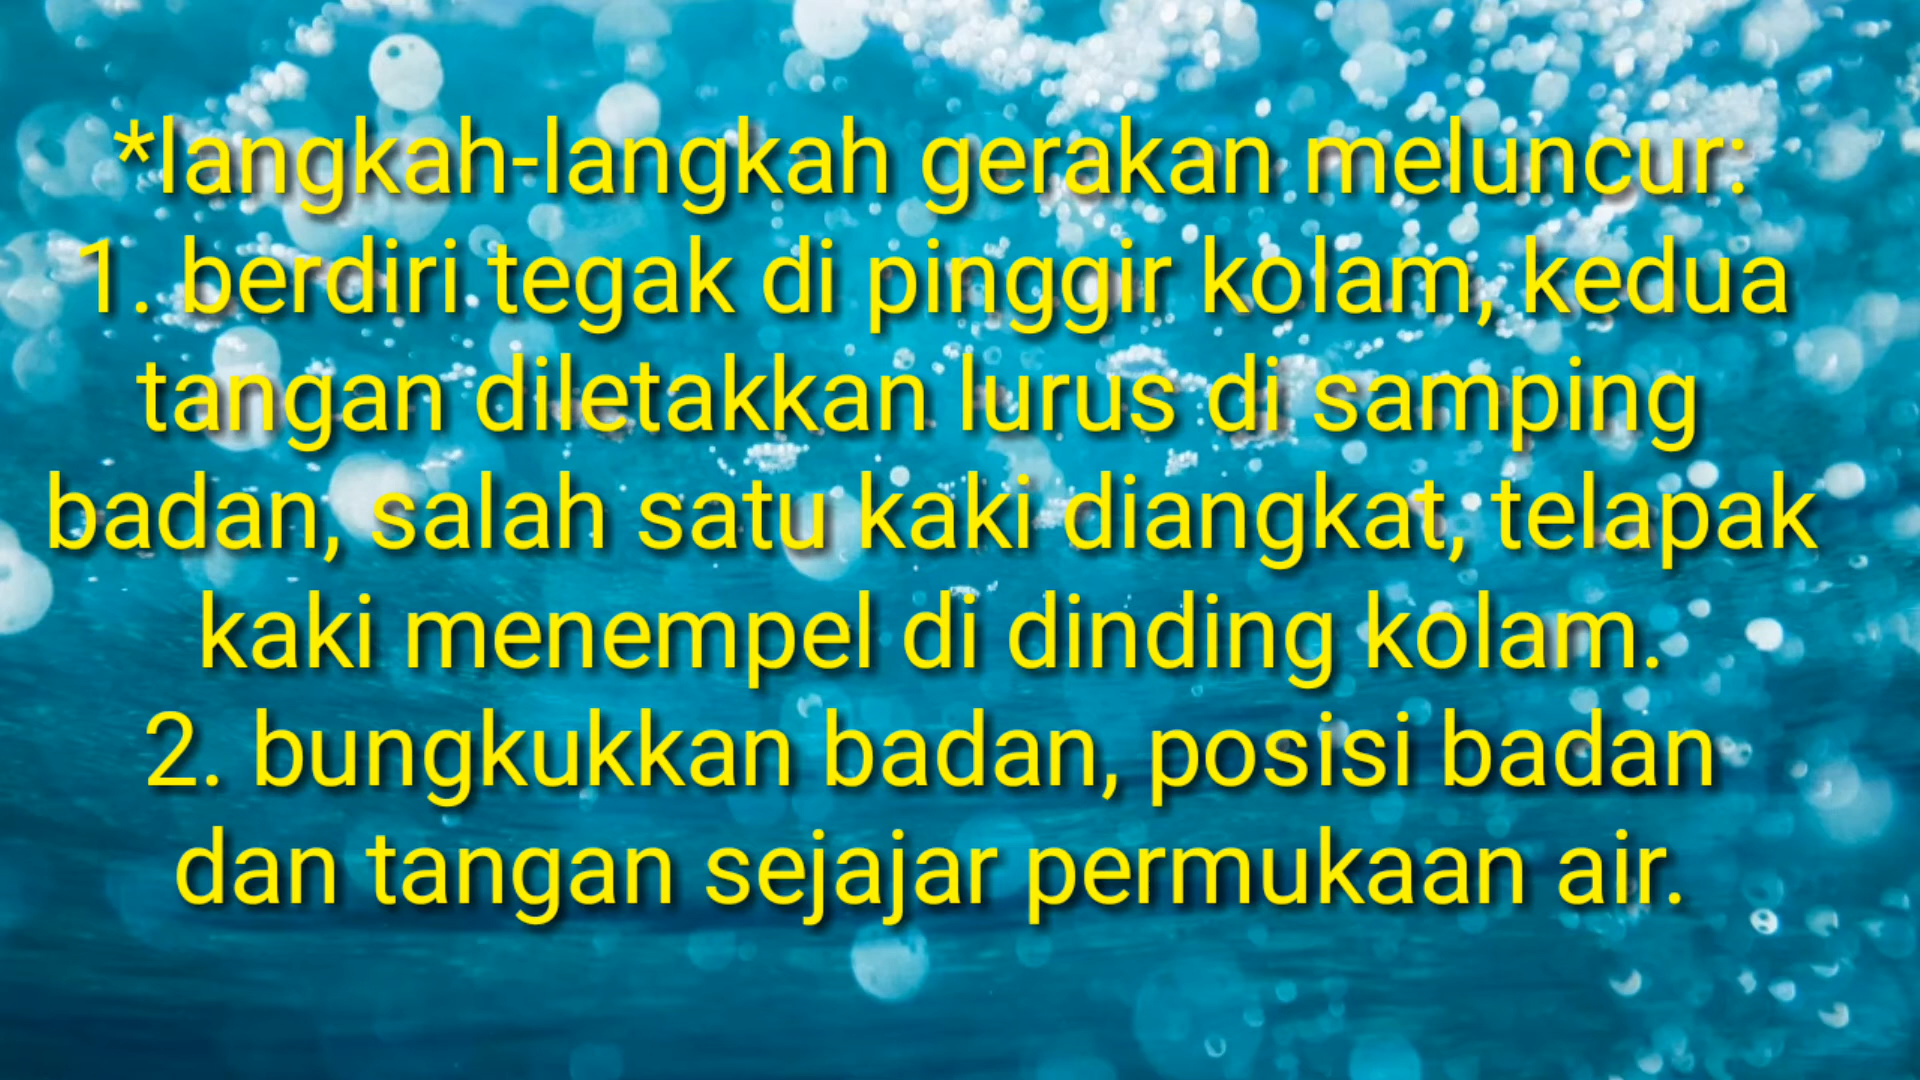 *langkah-langkah gerakan meluncur:
1. berdiri tegak di pinggir kolam, kedua
tangan diletakkan lurus di samping
badan, salah satu kaki diangkat, telapak
kaki menempel di dinding kolam.
2. bungkukkan badan, posisi badan
dan tangan sejajar permukaan air.